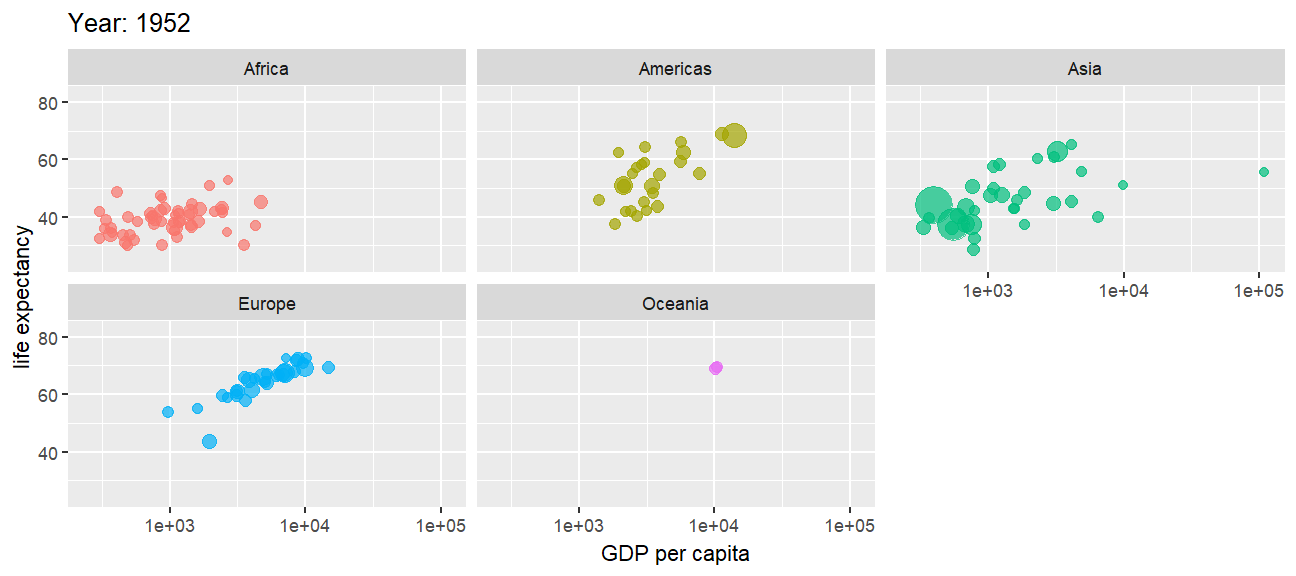 Year: 1952
Africa
Americas
Asia
80
60
40
1e+03
1e+04
1e+05
Europe
Oceania
80
60
40
1e+03
1e+04
1e+05
1e+03
1e+04
1e+05
life expectancy
GDP per capita